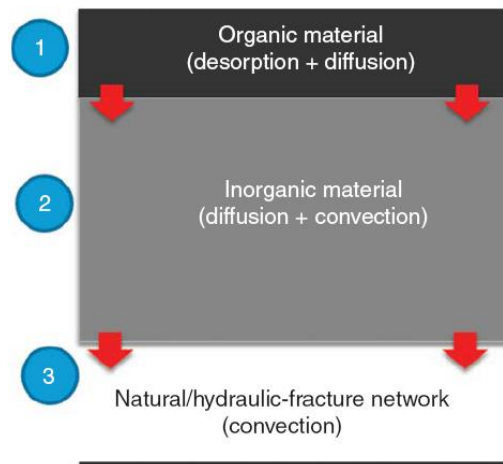 1
Organic material
(desorption + diffusion)
2
Inorganic material
(diffusion + convection)
3
Natural/hydraulic-fracture network
(convection)